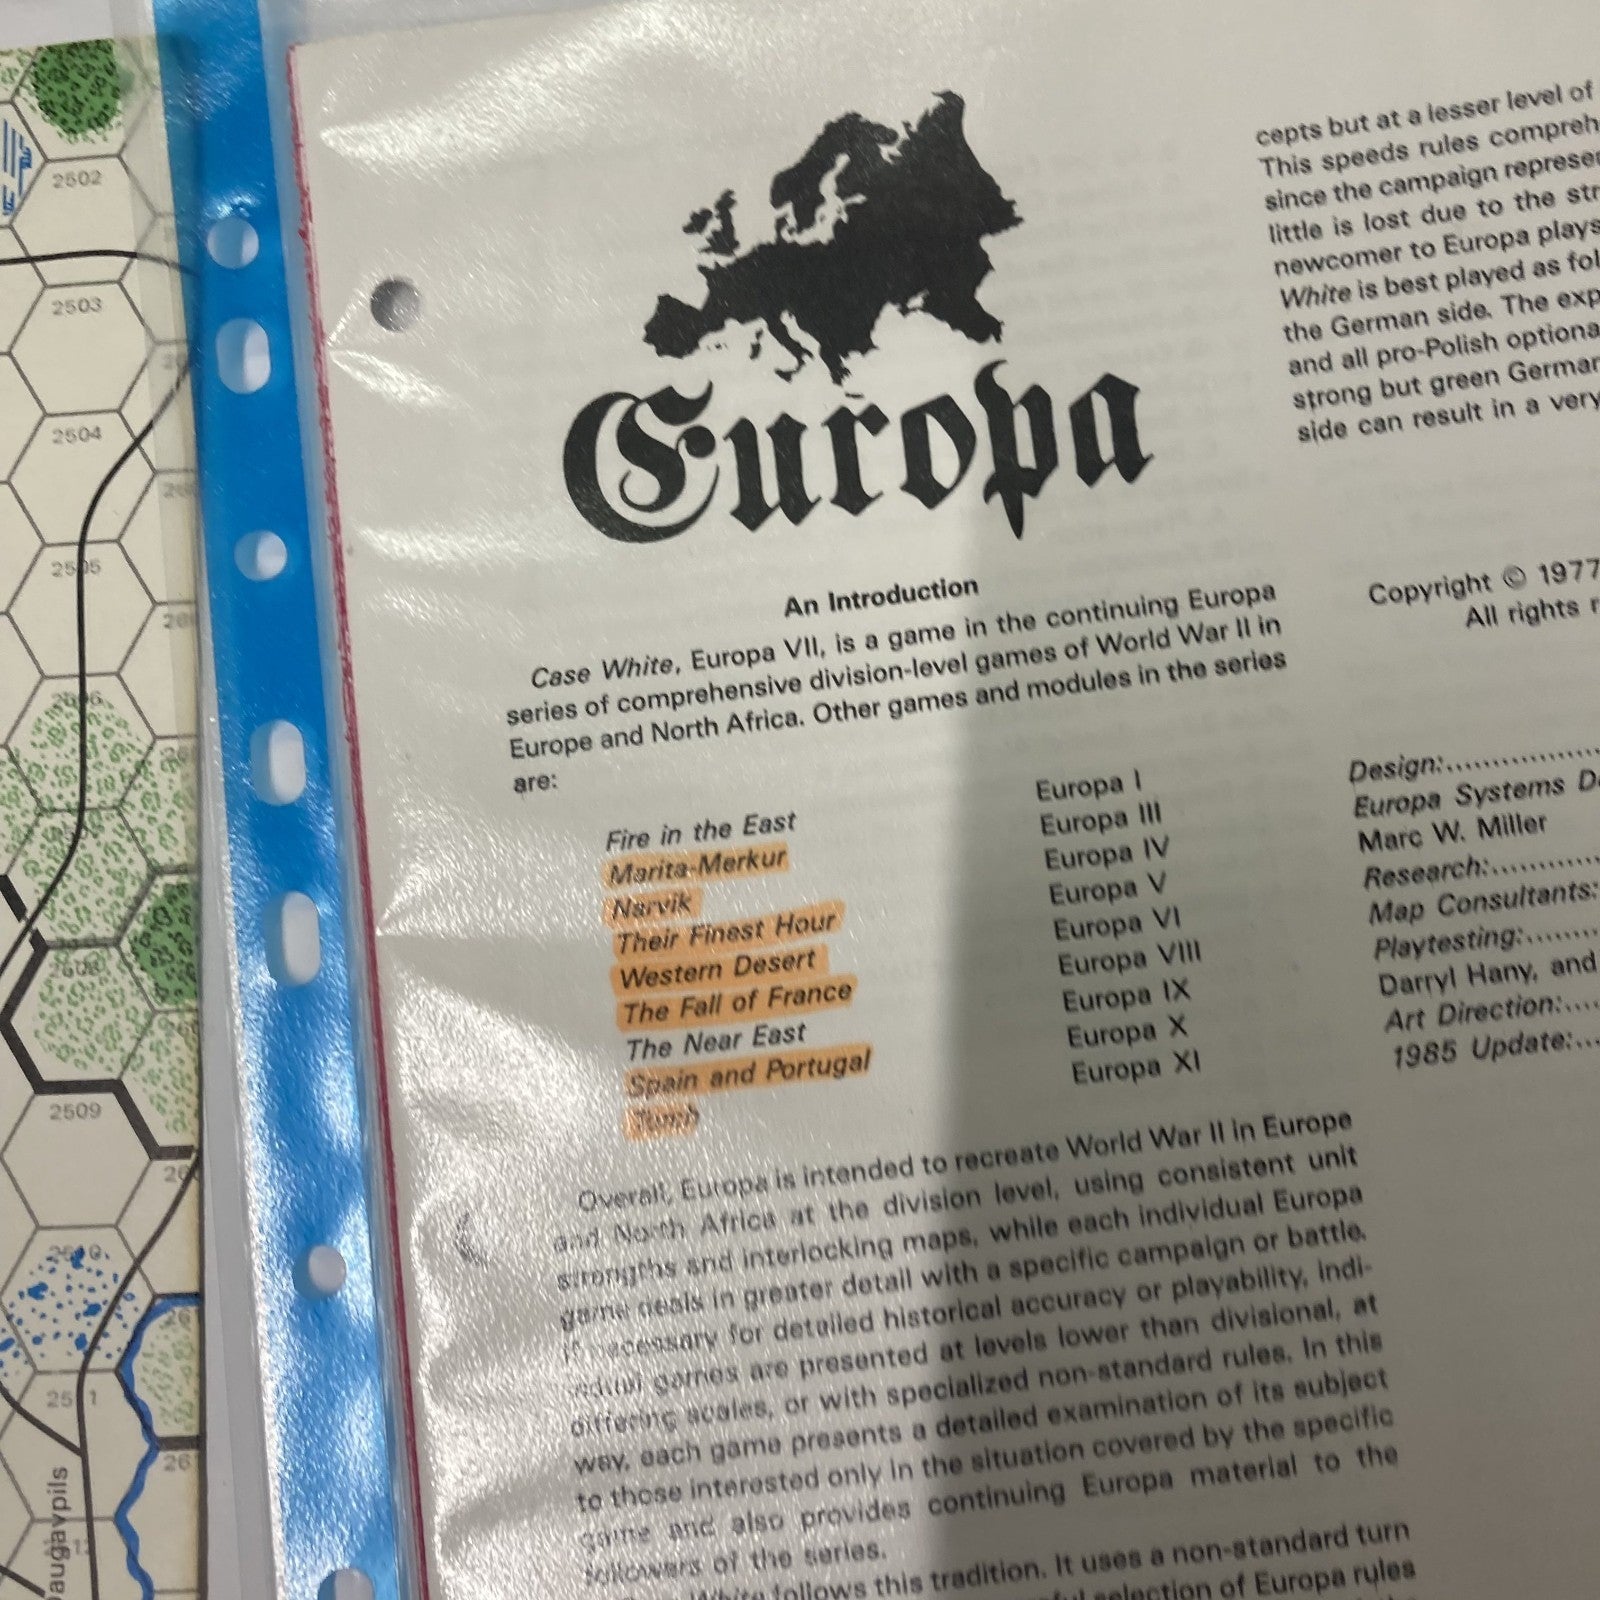 2502
2503
2504
2505
2506
2508
2509
2510
2511
26
26
Daugavpils
Europa
An Introduction
Case White, Europa VII, is a game in the continuing Europa
series of comprehensive division-level games of World War II in
Europe and North Africa. Other games and modules in the series
are:
Fire in the East Europa I
Marita-Merkur Europa III
Narvik Europa IV
Their Finest Hour Europa V
Western Desert Europa VI
The Fall of France Europa VIII
The Near East Europa IX
Spain and Portugal Europa X
Torch Europa XI
Overall, Europa is intended to recreate World War II in Europe
and North Africa at the division level, using consistent unit
strengths and interlocking maps, while each individual Europa
game deals in greater detail with a specific campaign or battle.
If necessary for detailed historical accuracy or playability, indi-
vidual games are presented at levels lower than divisional, at
differing scales, or with specialized non-standard rules. In this
way, each game presents a detailed examination of its subject
to those interested only in the situation covered by the specific
game and also provides continuing Europa material to the
followers of the series.
White follows this tradition. It uses a non-standard turn
selection of Europa rules
cepts but at a lesser level of
This speeds rules compreh
since the campaign represe
little is lost due to the str
newcomer to Europa plays
White is best played as fol
the German side. The exp
and all pro-Polish optiona
strong but green German
side can result in a very
Copyright © 1977
All rights r
Design:
Europa Systems D
Marc W. Miller
Research:
Map Consultants:
Playtesting:
Darryl Hany, and
Art Direction:
1985 Update: